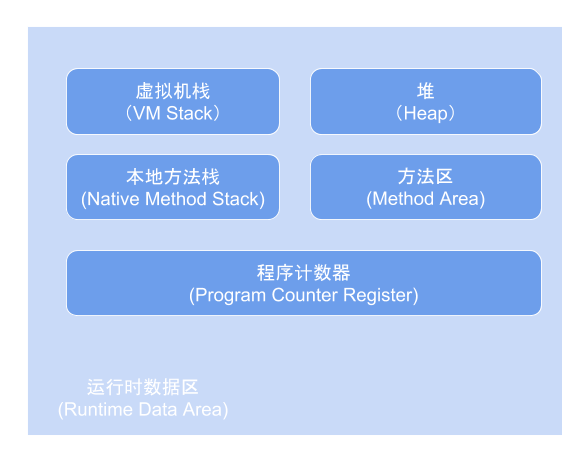 虚拟机栈
（VM Stack）
堆
（Heap）
本地方法栈
(Native Method Stack)
方法区
(Method Area)
程序计数器
(Program Counter Register)
运行时数据区
(Runtime Data Area)